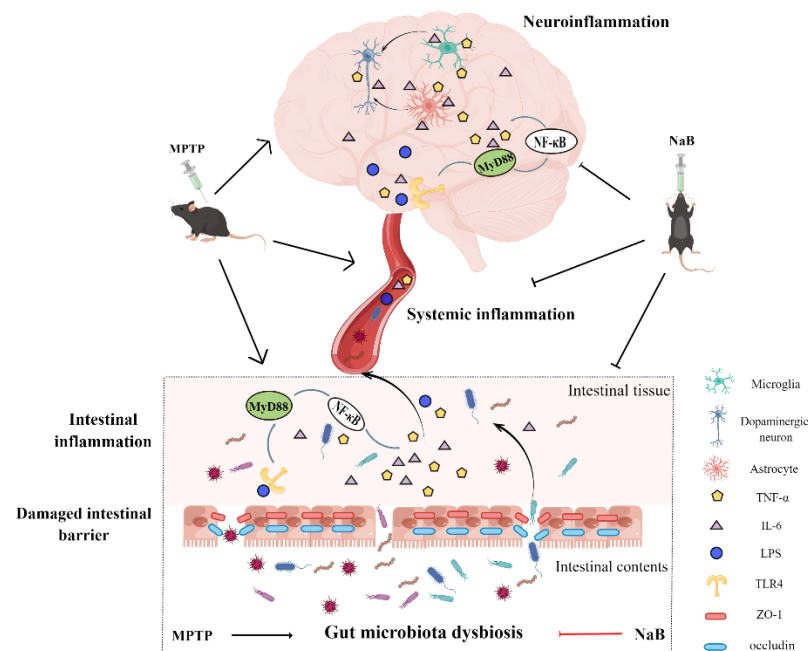 Neuroinflammation
MPTP
NaB
NF-κB
MyD88
Systemic inflammation
Intestinal tissue
MyD88
NF-κB
Intestinal
inflammation
Damaged intestinal
barrier
Intestinal contents
MPTP
Gut microbiota dysbiosis
NaB
Microglia
Dopaminergic
neuron
Astrocyte
TNF-α
IL-6
LPS
TLR4
ZO-1
occludin